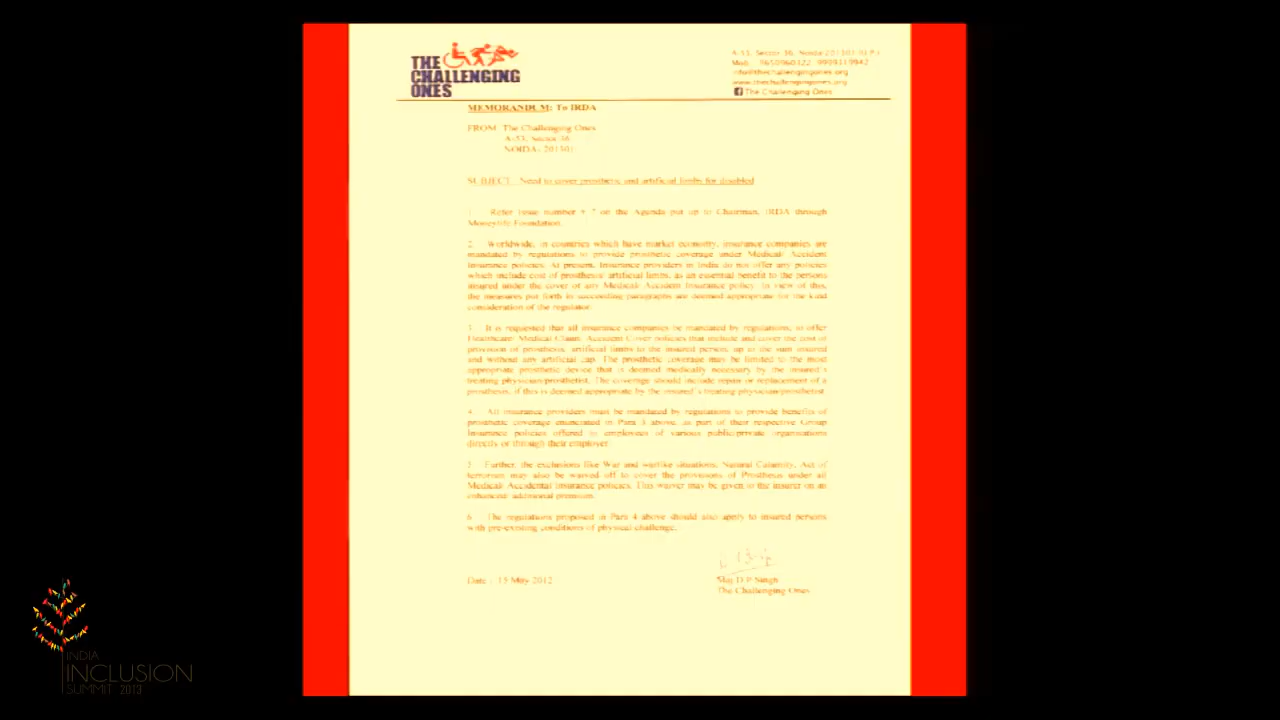 THE
CHALLENGING
ONES
info@thechallengingones.org
www.thechallengingones.org
The Challenging Ones
MEMORANDUM: To IRDA
FROM The Challenging Ones
A-53, Sector 36
NOIDA- 201301
SUBJECT Need to cover prosthetic and artificial limbs for disabled
1 Refer issue number on the Agenda put up to Chairman, IRDA through
Moneylife Foundation.
2 Worldwide, in countries which have market economy, insurance companies are
mandated by regulations to provide prosthetic coverage under Medical/ Accident
Insurance policies. At present, Insurance providers in India do not offer any policies
which include cost of prosthesis/ artificial limbs, as an essential benefit to the persons
insured under the cover of any Medical/ Accident Insurance policy. In view of this,
the measures put forth in succeeding paragraphs are deemed appropriate for the kind
consideration of the regulator.
3 It is requested that all insurance companies be mandated by regulations, to offer
Healthcare/ Medical Claim/ Accident Cover policies that include and cover the cost of
provision of prosthesis/ artificial limbs to the insured person, up to the sum insured
and without any artificial cap. The prosthetic coverage may be limited to the most
appropriate prosthetic device that is deemed medically necessary by the insured's
treating physician/prosthetist. The coverage should include repair or replacement of a
prosthesis, if this is deemed appropriate by the insured's treating physician/prosthetist.
4 All insurance providers must be mandated by regulations to provide benefits of
prosthetic coverage enunciated in Para 3 above, as part of their respective Group
Insurance policies offered to employees of various public/private organisations
directly or through their employer
5 Further, the exclusions like War and warlike situations, Natural Calamity, Act of
terrorism may also be waived off to cover the provisions of Prosthesis under all
Medical/ Accidental Insurance policies. This waiver may be given to the insurer on an
enhanced/ additional premium.
6 The regulations proposed in Para 4 above should also apply to insured persons
with pre-existing conditions of physical challenge.
Date : 15 May 2012
Maj D P Singh
The Challenging Ones
INDIA
INCLUSION
SUMMIT 2013